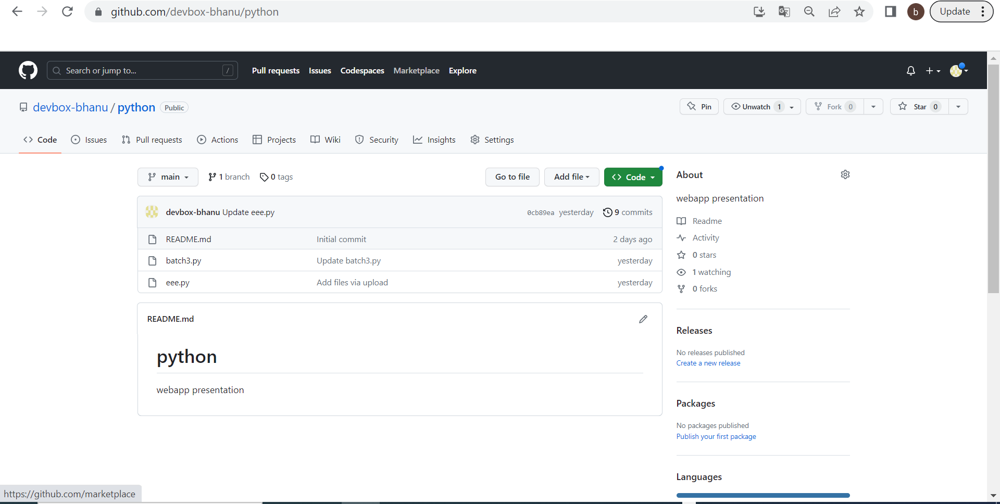 github.com/devbox-bhanu/python
b
Update
Search or jump to...
/
Pull requests
Issues
Codespaces
Marketplace
Explore
devbox-bhanu / python
Public
Pin
Unwatch 1
Fork 0
Star 0
Code
Issues
Pull requests
Actions
Projects
Wiki
Security
Insights
Settings
main
1 branch
0 tags
Go to file
Add file
Code
devbox-bhanu Update eee.py
0cb89ea yesterday
9 commits
README.md Initial commit 2 days ago
batch3.py Update batch3.py yesterday
eee.py Add files via upload yesterday
README.md
python
webapp presentation
About
webapp presentation
Readme
Activity
0 stars
1 watching
0 forks
Releases
No releases published
Create a new release
Packages
No packages published
Publish your first package
Languages
https://github.com/marketplace